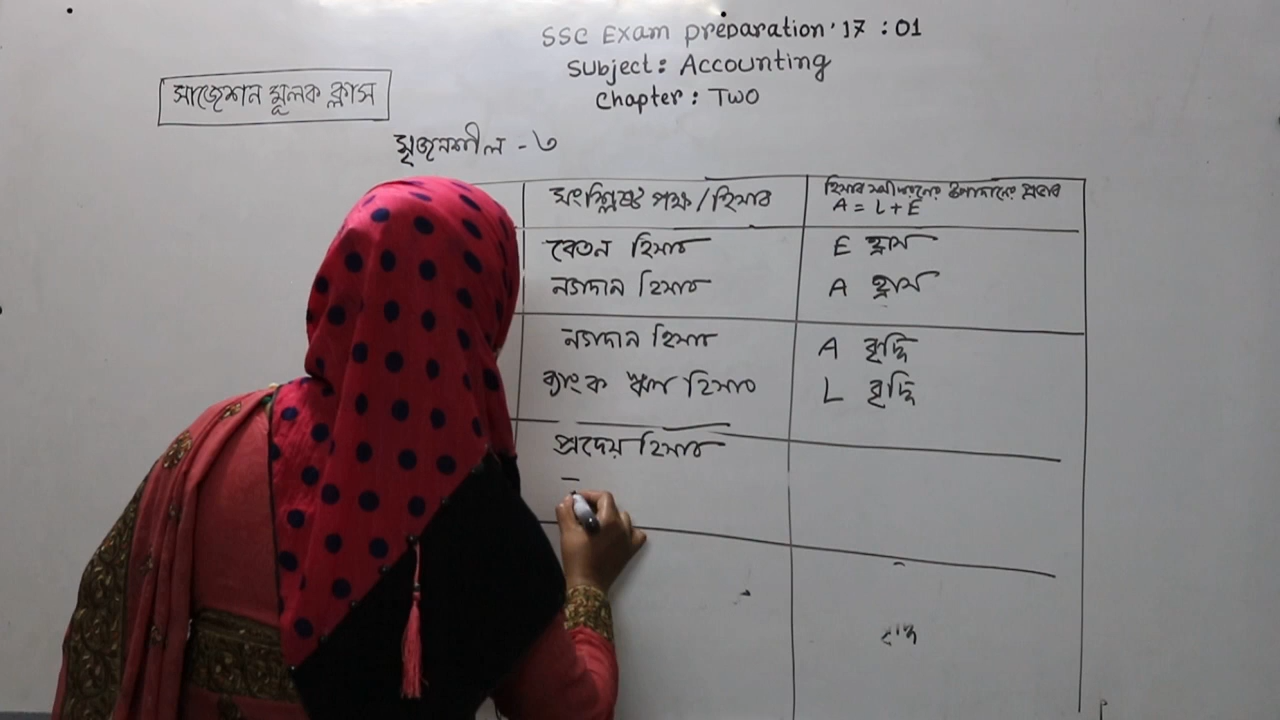 SSC Exam preparation '17 : 01
Subject: Accounting
Chapter: Two
সাজেশন মূলক ক্লাস
সৃজনশীল - ৩
সংশ্লিষ্ট পক্ষ / হিসাব
হিসাব সমীকরণের উপাদানে প্রভাব
A = L + E
বেতন হিসাব
E হ্রাস
নগদান হিসাব
A হ্রাস
নগদান হিসাব
A বৃদ্ধি
ব্যাংক ঋণ হিসাব
L বৃদ্ধি
প্রদেয় হিসাব